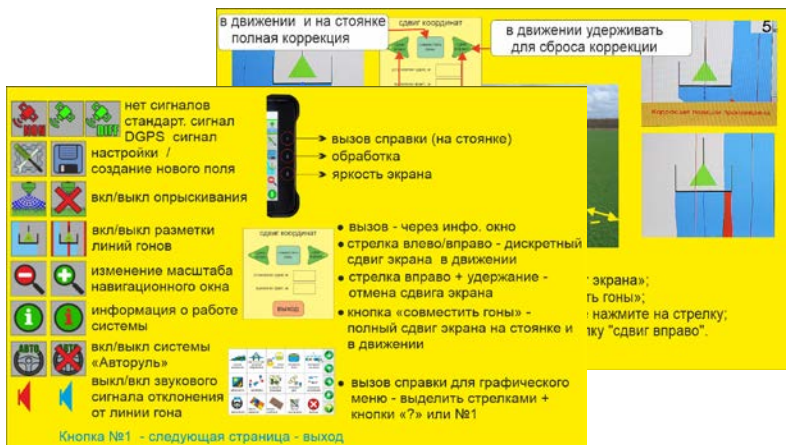 в движении и на стоянке
полная коррекция
сдвиг координат
в движении удерживать
для сброса коррекции
5
нет сигналов
стандарт. сигнал
DGPS сигнал
NON
DIFF
настройки /
создание нового поля
вкл/выкл опрыскивания
вкл/выкл разметки
линий гонов
изменение масштаба
навигационного окна
информация о работе
системы
АВТО
АВТО
вкл/выкл системы
«Авторуль»
выкл/вкл звукового
сигнала отклонения
от линии гона
вызов справки (на стоянке)
обработка
яркость экрана
сдвиг координат
ВЫХОД
• вызов - через инфо. окно
• стрелка влево/вправо - дискретный
сдвиг экрана в движении
• стрелка вправо + удержание -
отмена сдвига экрана
• кнопка «совместить гоны» -
полный сдвиг экрана на стоянке и
в движении
• вызов справки для графического
меню - выделить стрелками +
кнопки «?» или №1
Кнопка №1 - следующая страница - выход
г экрана»;
ть гоны»;
е нажмите на стрелку;
лку "сдвиг вправо".